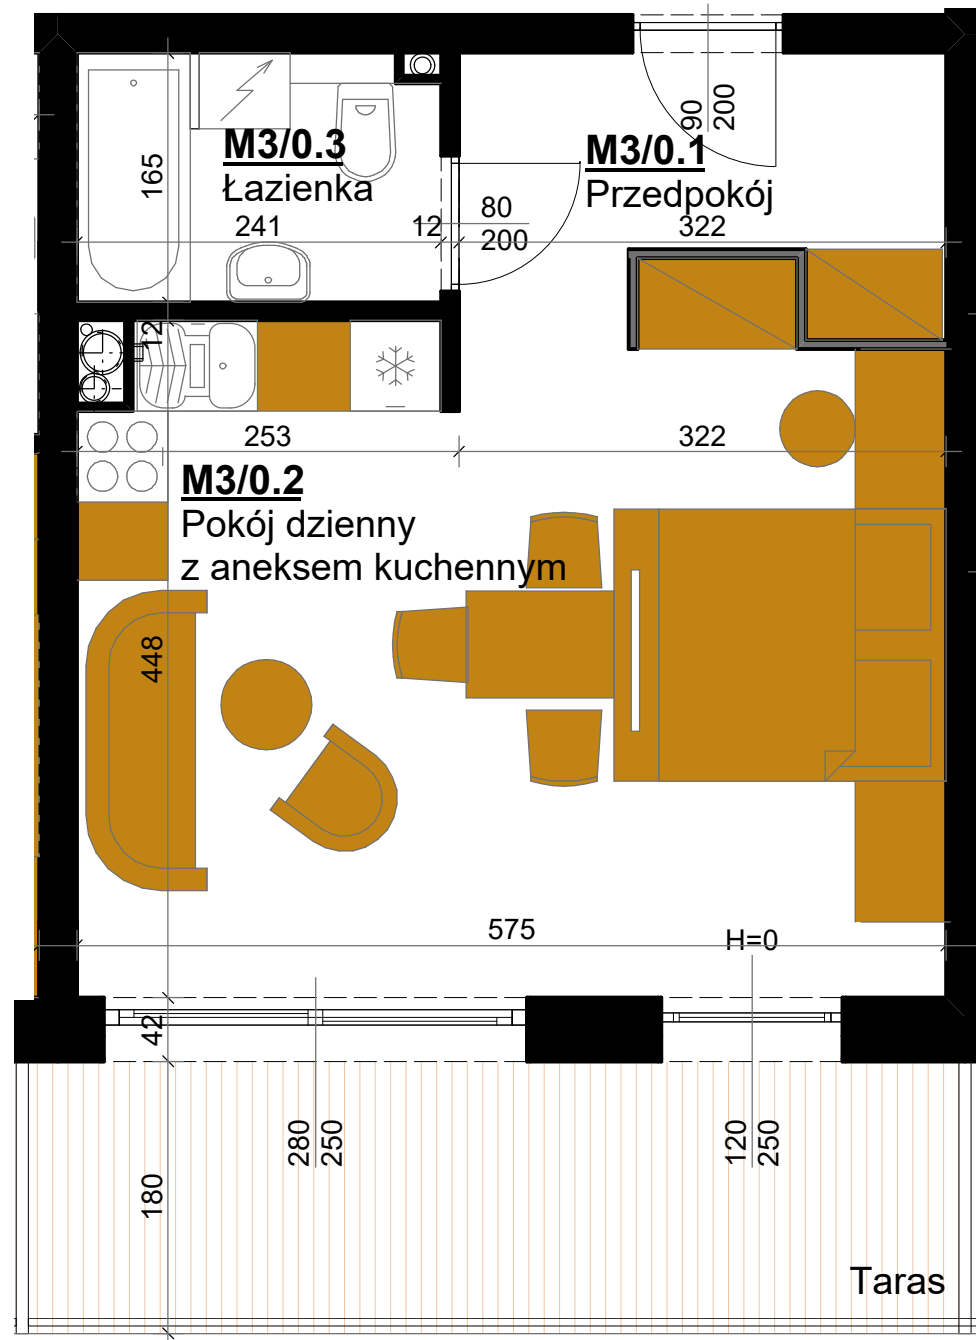 90
200
M3/0.3
Łazienka
165
M3/0.1
Przedpokój
80
200
241
12
322
12
253
322
M3/0.2
Pokój dzienny
z aneksem kuchennym
448
575
H=0
42
280
250
120
250
180
Taras